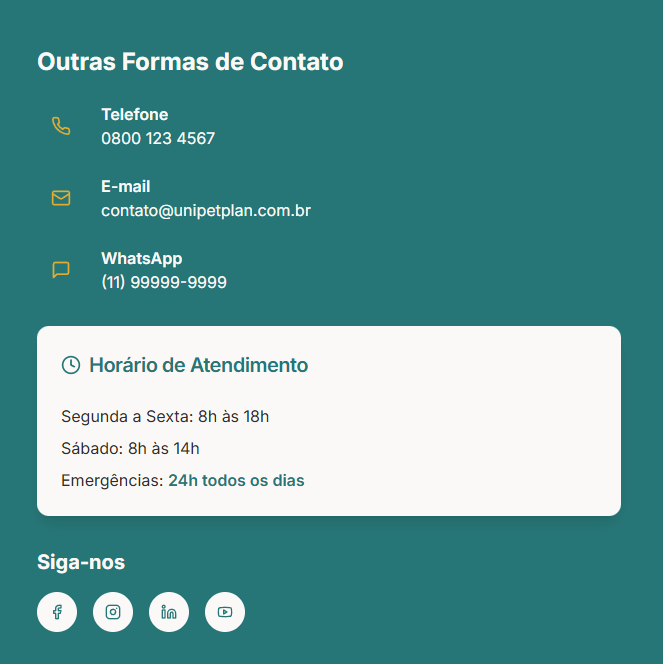 Outras Formas de Contato
Telefone
0800 123 4567
E-mail
contato@unipetplan.com.br
WhatsApp
(11) 99999-9999
Horário de Atendimento
Segunda a Sexta: 8h às 18h
Sábado: 8h às 14h
Emergências: 24h todos os dias
Siga-nos